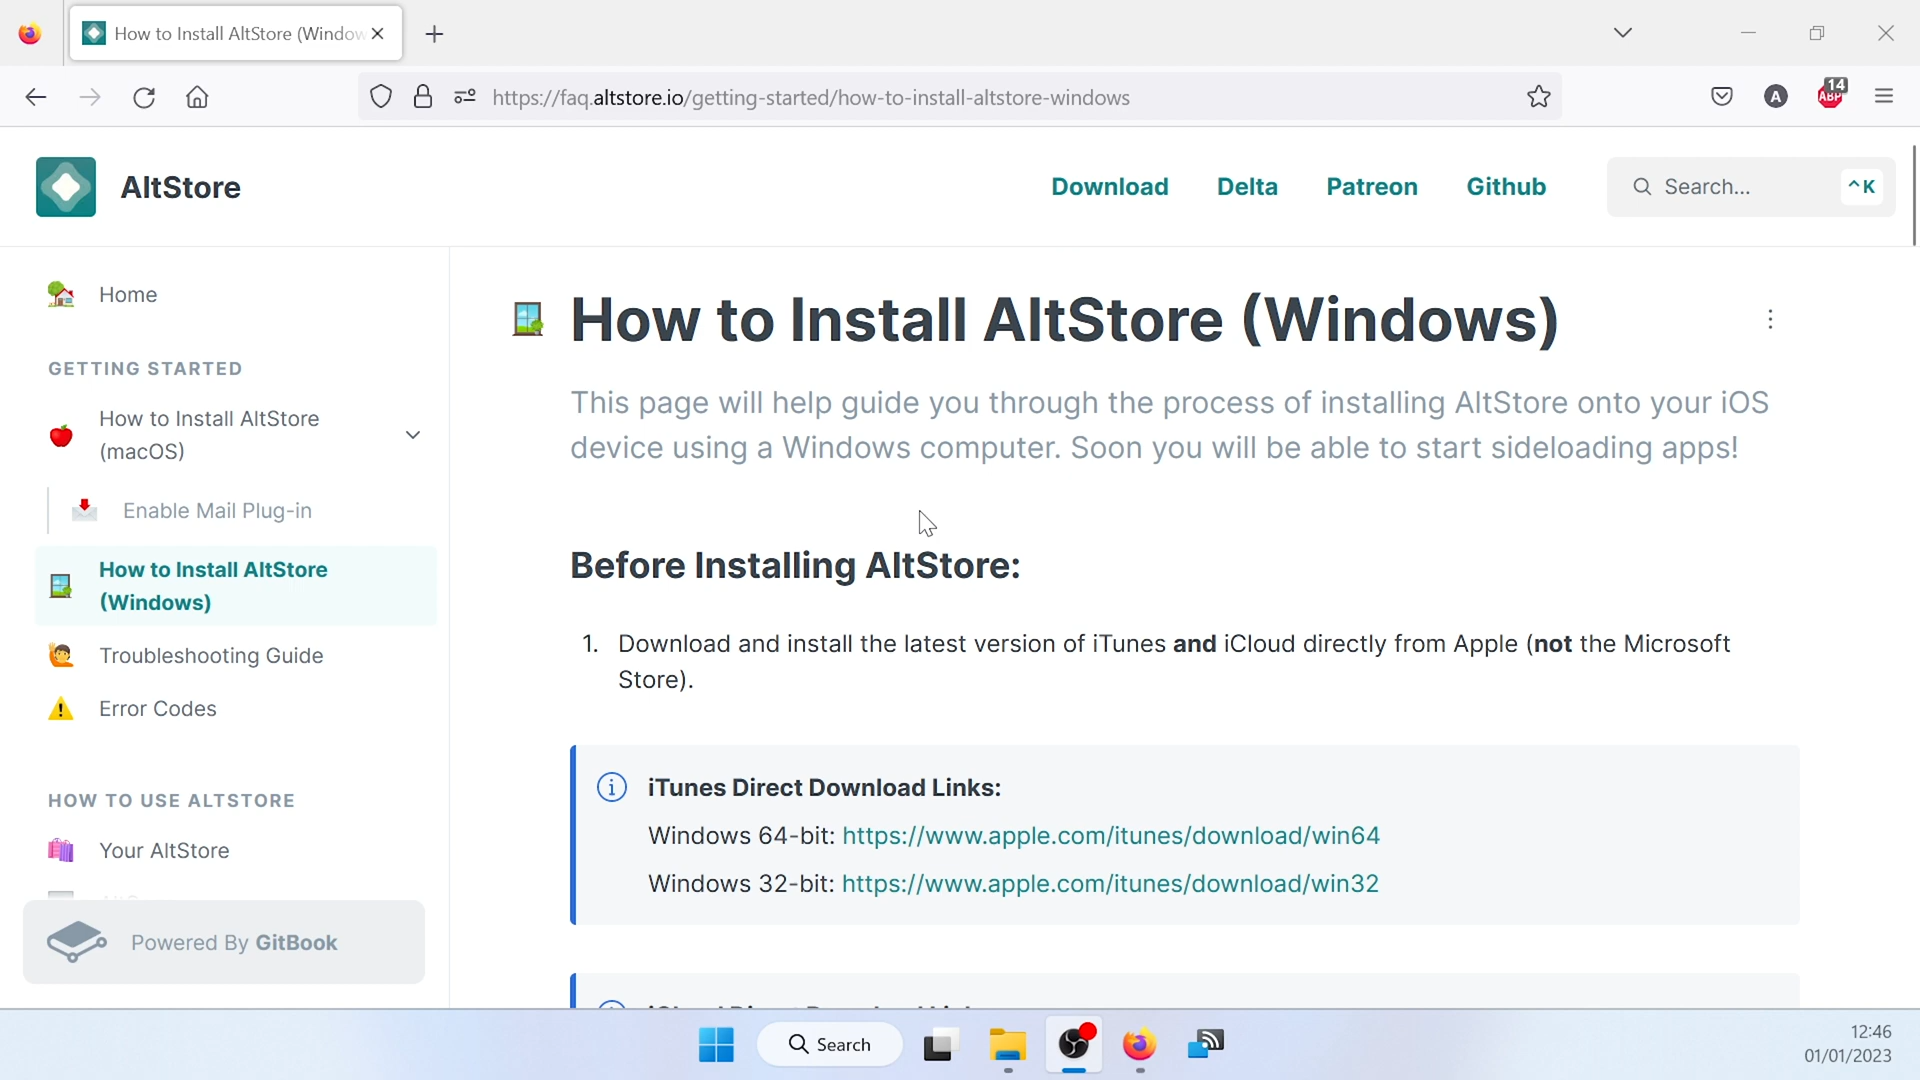 How to Install AltStore (Window
https://faq.altstore.io/getting-started/how-to-install-altstore-windows
A
14
ABP
AltStore
Download
Delta
Patreon
Github
Search...
^K
Home
GETTING STARTED
How to Install AltStore
(macOS)
Enable Mail Plug-in
How to Install AltStore
(Windows)
Troubleshooting Guide
Error Codes
HOW TO USE ALTSTORE
Your AltStore
Powered By GitBook
How to Install AltStore (Windows)
This page will help guide you through the process of installing AltStore onto your iOS
device using a Windows computer. Soon you will be able to start sideloading apps!
Before Installing AltStore:
1. Download and install the latest version of iTunes and iCloud directly from Apple (not the Microsoft
Store).
iTunes Direct Download Links:
Windows 64-bit: https://www.apple.com/itunes/download/win64
Windows 32-bit: https://www.apple.com/itunes/download/win32
Search
12:46
01/01/2023